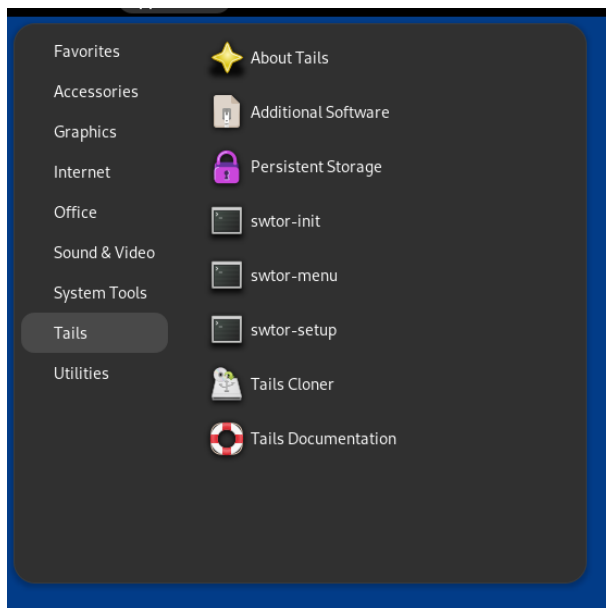 Favorites
Accessories
Graphics
Internet
Office
Sound & Video
System Tools
Tails
Utilities
About Tails
Additional Software
Persistent Storage
swtor-init
swtor-menu
swtor-setup
Tails Cloner
Tails Documentation